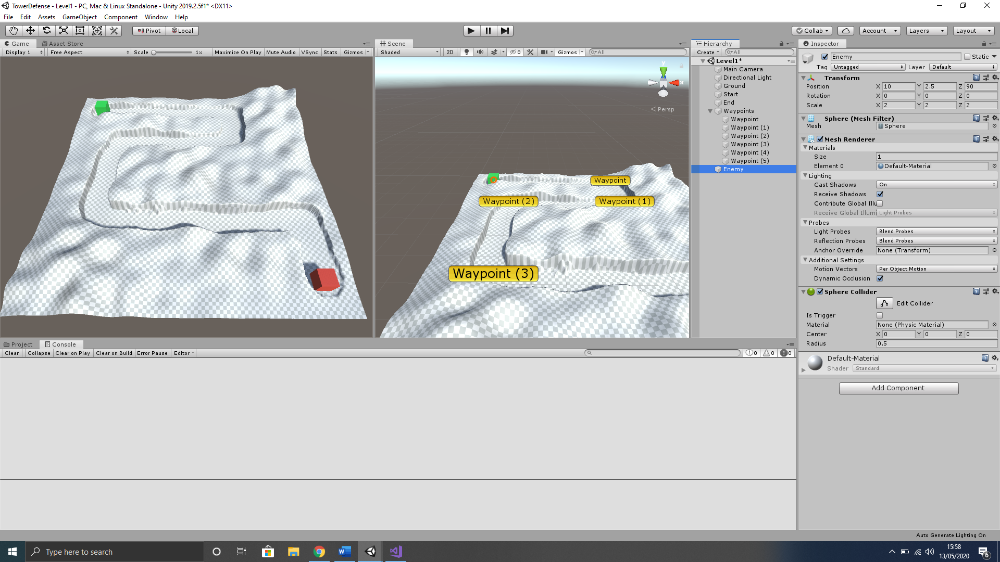 TowerDefense - Level1 - PC, Mac & Linux Standalone - Unity 2019.2.5f1* <DX11>
File Edit Assets GameObject Component Window Help
Pivot Local Collab Account Layers Layout
Game Asset Store
Display 1 Free Aspect Scale 1x Maximize On Play Mute Audio VSync Stats Gizmos
Scene
Shaded 2D 0 Gizmos All
y
x
Persp
Waypoint
Waypoint (2)
Waypoint (1)
Waypoint (3)
Hierarchy
Create All
Level1*
Main Camera
Directional Light
Ground
Start
End
Waypoints
Waypoint
Waypoint (1)
Waypoint (2)
Waypoint (3)
Waypoint (4)
Waypoint (5)
Enemy
Inspector
Enemy Static
Tag Untagged Layer Default
Transform
Position X 10 Y 2.5 Z 90
Rotation X 0 Y 0 Z 0
Scale X 2 Y 2 Z 2
Sphere (Mesh Filter)
Mesh Sphere
Mesh Renderer
Materials
Size 1
Element 0 Default-Material
Lighting
Cast Shadows On
Receive Shadows
Contribute Global Illu
Receive Global Illumi Light Probes
Probes
Light Probes Blend Probes
Reflection Probes Blend Probes
Anchor Override None (Transform)
Additional Settings
Motion Vectors Per Object Motion
Dynamic Occlusion
Sphere Collider
Edit Collider
Is Trigger
Material None (Physic Material)
Center X 0 Y 0 Z 0
Radius 0.5
Default-Material
Shader Standard
Add Component
Project Console
Clear Collapse Clear on Play Clear on Build Error Pause Editor 0 0 0
Auto Generate Lighting On
Type here to search
15:58
13/05/2020
6